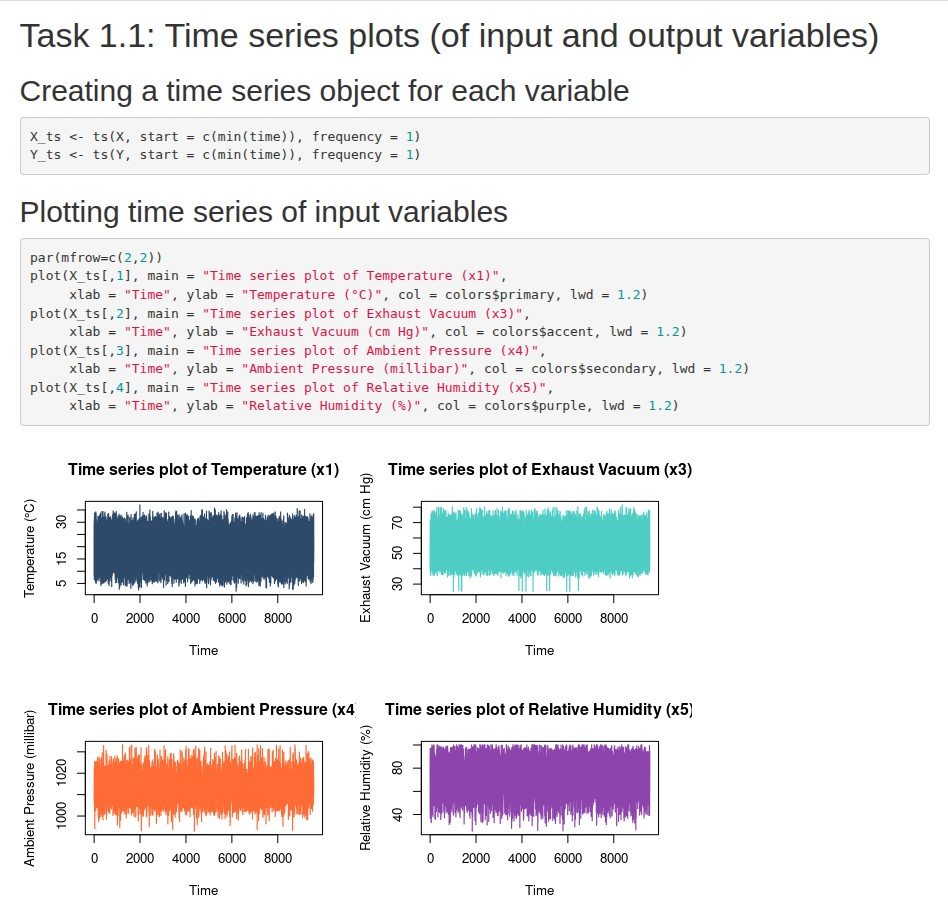 Task 1.1: Time series plots (of input and output variables)
Creating a time series object for each variable
X_ts <- ts(X, start = c(min(time)), frequency = 1)
Y_ts <- ts(Y, start = c(min(time)), frequency = 1)
Plotting time series of input variables
par(mfrow=c(2,2))
plot(X_ts[,1], main = "Time series plot of Temperature (x1)",
     xlab = "Time", ylab = "Temperature (°C)", col = colors$primary, lwd = 1.2)
plot(X_ts[,2], main = "Time series plot of Exhaust Vacuum (x3)",
     xlab = "Time", ylab = "Exhaust Vacuum (cm Hg)", col = colors$accent, lwd = 1.2)
plot(X_ts[,3], main = "Time series plot of Ambient Pressure (x4)",
     xlab = "Time", ylab = "Ambient Pressure (millibar)", col = colors$secondary, lwd = 1.2)
plot(X_ts[,4], main = "Time series plot of Relative Humidity (x5)",
     xlab = "Time", ylab = "Relative Humidity (%)", col = colors$purple, lwd = 1.2)
Time series plot of Temperature (x1)
Temperature (°C)
30
15
5
0 2000 4000 6000 8000
Time
Time series plot of Exhaust Vacuum (x3)
Exhaust Vacuum (cm Hg)
70
50
30
0 2000 4000 6000 8000
Time
Time series plot of Ambient Pressure (x4
Ambient Pressure (millibar)
1020
1000
0 2000 4000 6000 8000
Time
Time series plot of Relative Humidity (x5)
Relative Humidity (%)
80
40
0 2000 4000 6000 8000
Time